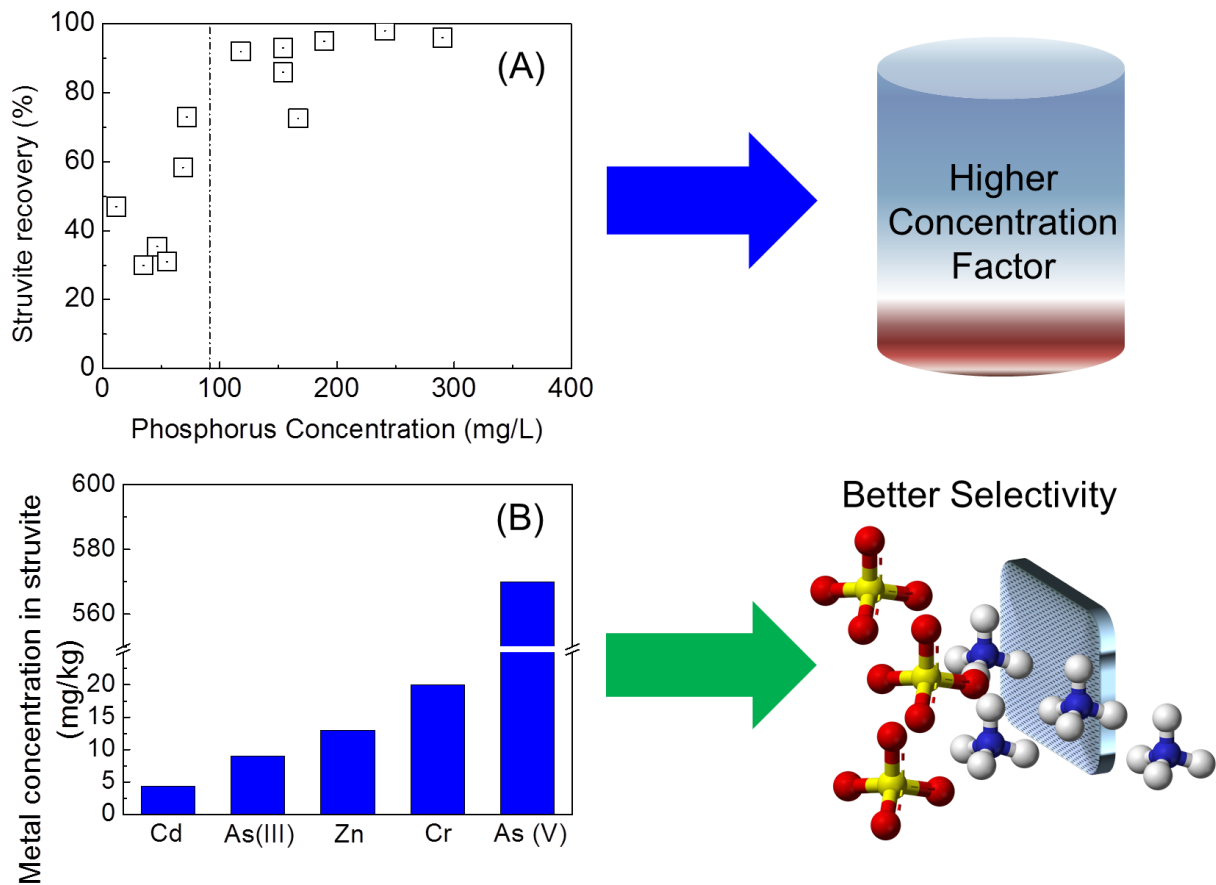 (A)
Struvite recovery (%)
100
80
60
40
20
0
0 100 200 300 400
Phosphorus Concentration (mg/L)
Higher
Concentration
Factor
(B)
Metal concentration in struvite
(mg/kg)
600
580
560
20
15
10
5
0
Cd As(III) Zn Cr As (V)
Better Selectivity